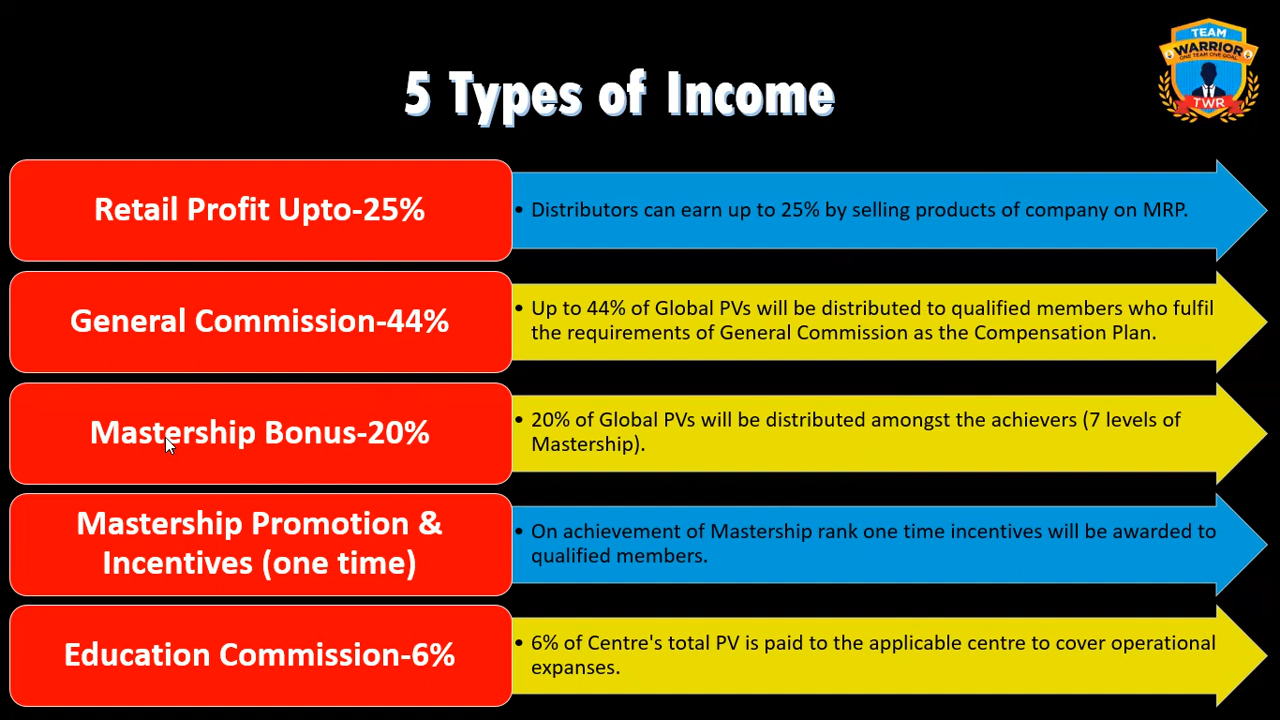 TEAM
WARRIOR
ONE TEAM ONE GOAL
TWR
5 Types of Income
Retail Profit Upto-25%
• Distributors can earn up to 25% by selling products of company on MRP.
General Commission-44%
• Up to 44% of Global PVs will be distributed to qualified members who fulfil
the requirements of General Commission as the Compensation Plan.
Mastership Bonus-20%
• 20% of Global PVs will be distributed amongst the achievers (7 levels of
Mastership).
Mastership Promotion &
Incentives (one time)
• On achievement of Mastership rank one time incentives will be awarded to
qualified members.
Education Commission-6%
• 6% of Centre's total PV is paid to the applicable centre to cover operational
expanses.